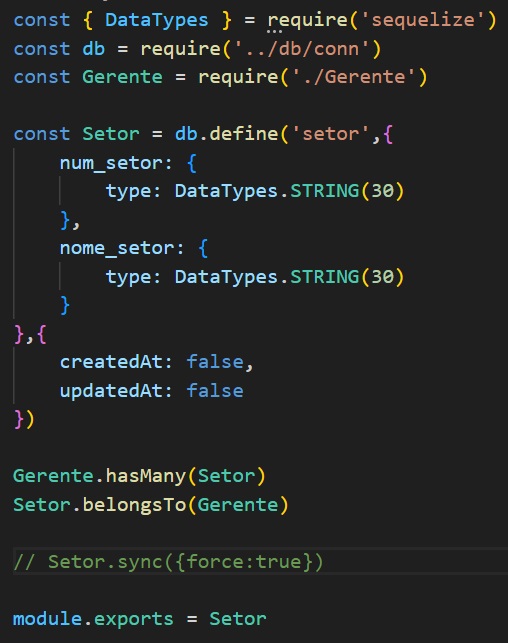 const { DataTypes } = require('sequelize')
const db = require('../db/conn')
const Gerente = require('./Gerente')
const Setor = db.define('setor',{
    num_setor: {
        type: DataTypes.STRING(30)
    },
    nome_setor: {
        type: DataTypes.STRING(30)
    }
},{
    createdAt: false,
    updatedAt: false
})
Gerente.hasMany(Setor)
Setor.belongsTo(Gerente)
// Setor.sync({force:true})
module.exports = Setor